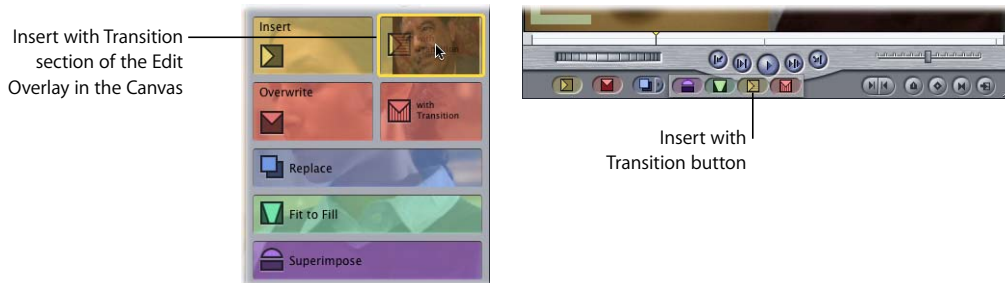 Insert with Transition
section of the Edit
Overlay in the Canvas
Insert
Overwrite
with
Transition
Replace
Fit to Fill
Superimpose
Insert with
Transition button